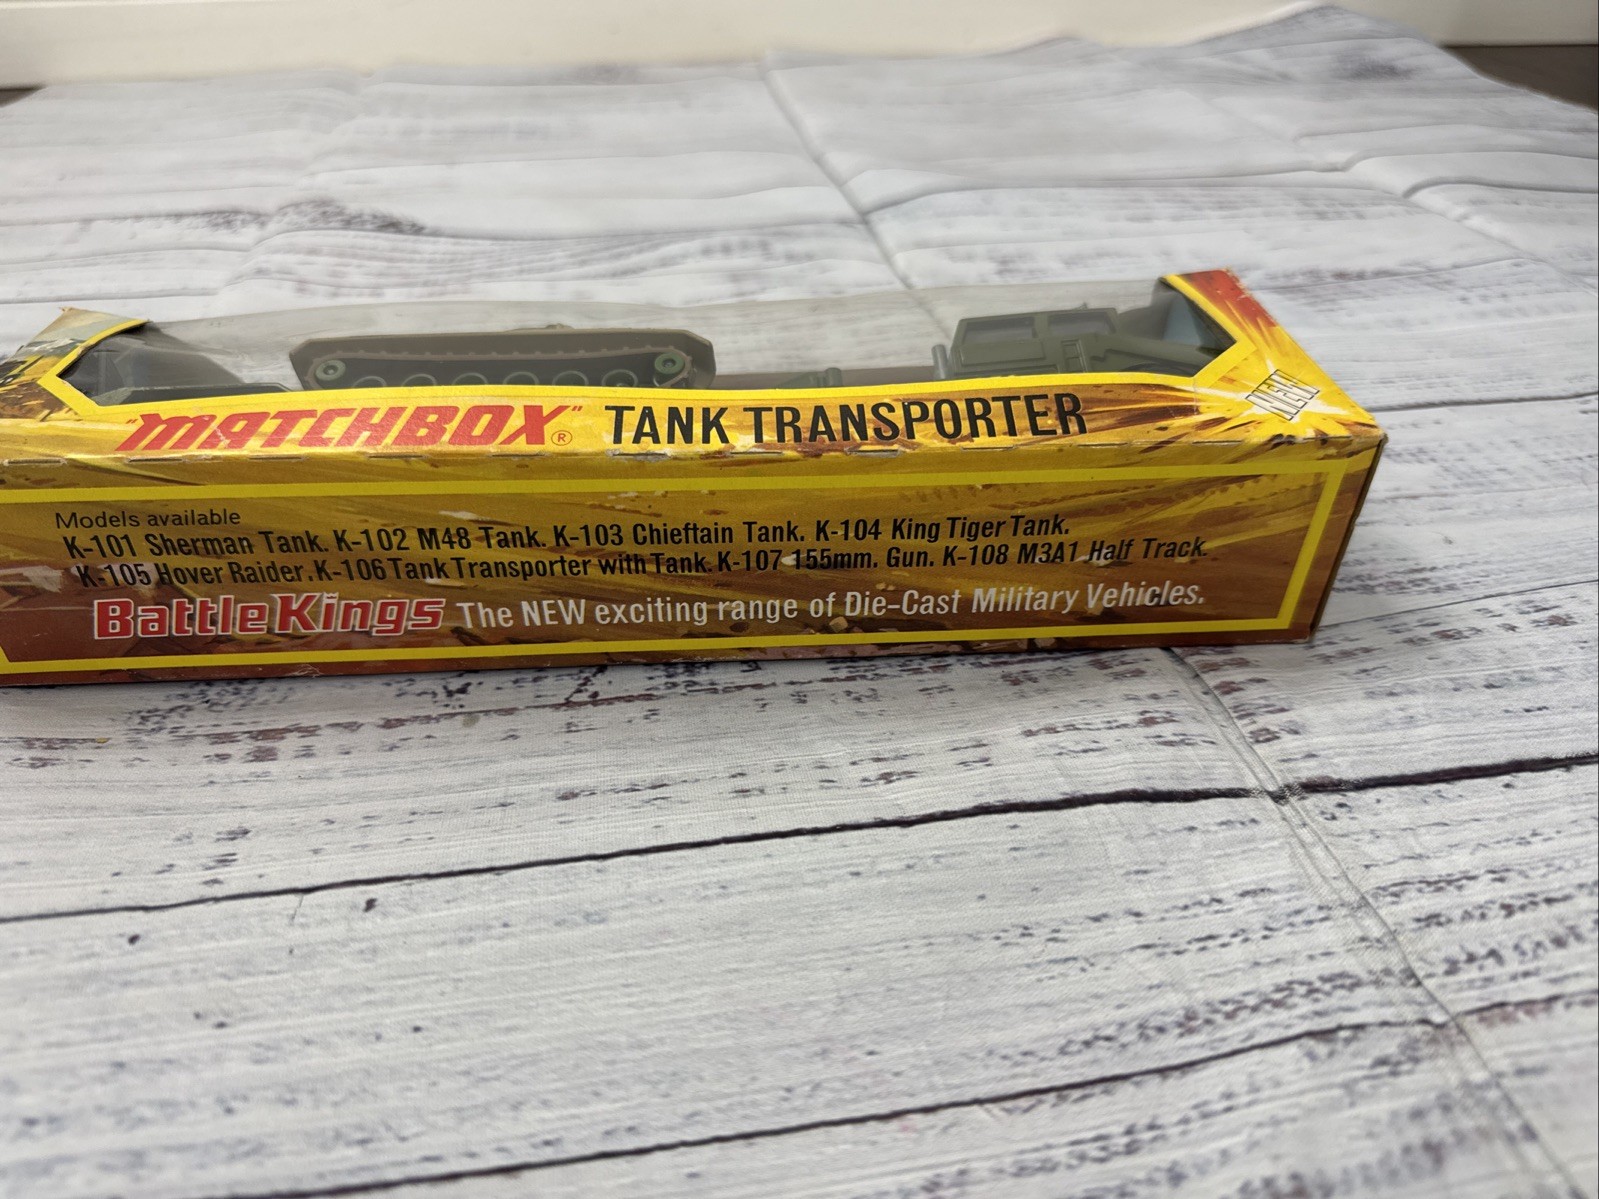 "MATCHBOX"® TANK TRANSPORTER
NEW
Models available
K-101 Sherman Tank. K-102 M48 Tank. K-103 Chieftain Tank. K-104 King Tiger Tank.
K-105 Hover Raider. K-106 Tank Transporter with Tank. K-107 155mm. Gun. K-108 M3A1 Half Track.
BattleKings The NEW exciting range of Die-Cast Military Vehicles.